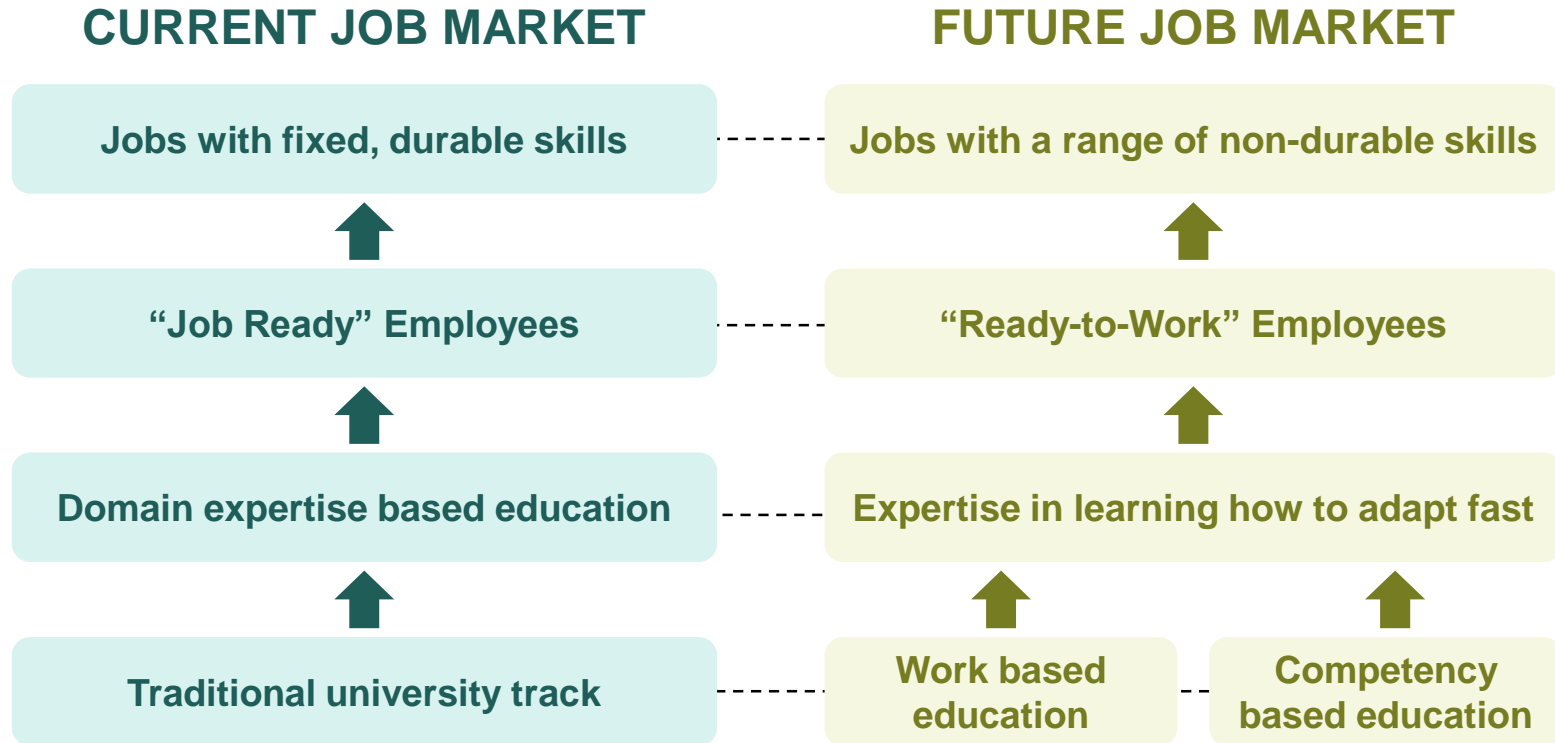 CURRENT JOB MARKET
FUTURE JOB MARKET
Jobs with fixed, durable skills
Jobs with a range of non-durable skills
“Job Ready” Employees
“Ready-to-Work” Employees
Domain expertise based education
Expertise in learning how to adapt fast
Traditional university track
Work based
education
Competency
based education